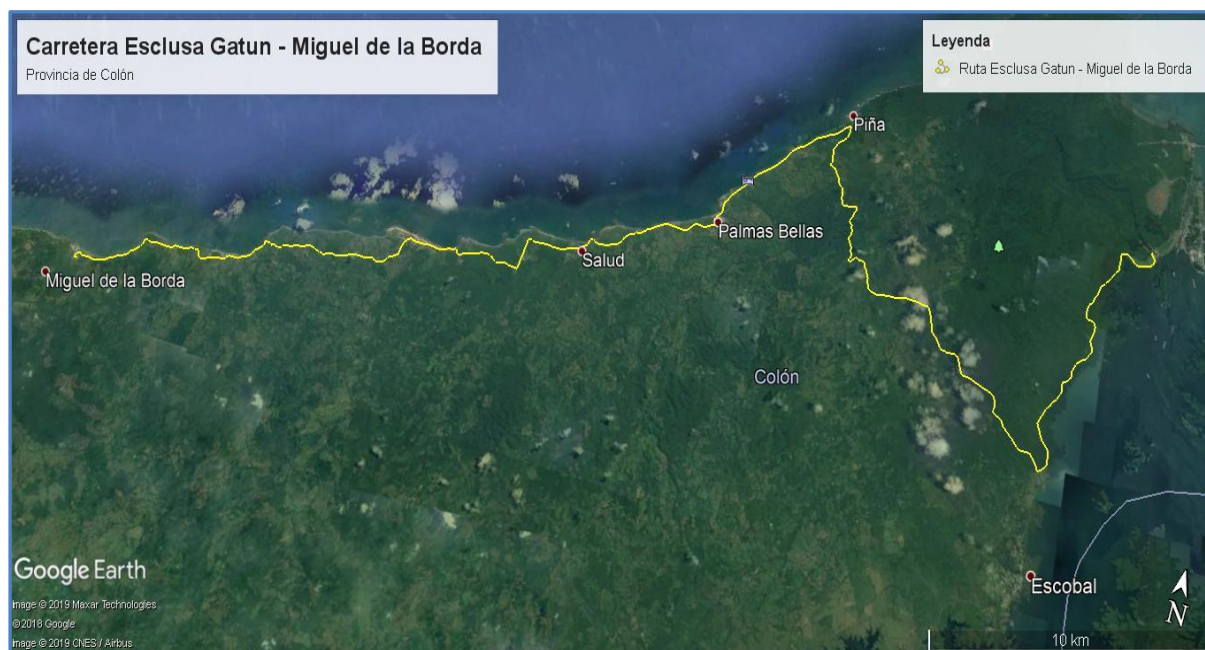 Carretera Esclusa Gatun - Miguel de la Borda
Provincia de Colón
Leyenda
Ruta Esclusa Gatun - Miguel de la Borda
Piña
Palmas Bellas
Salud
Miguel de la Borda
Colón
Escobal
Google Earth
Image © 2019 Maxar Technologies
© 2018 Google
Image © 2019 CNES / Airbus
N
10 km